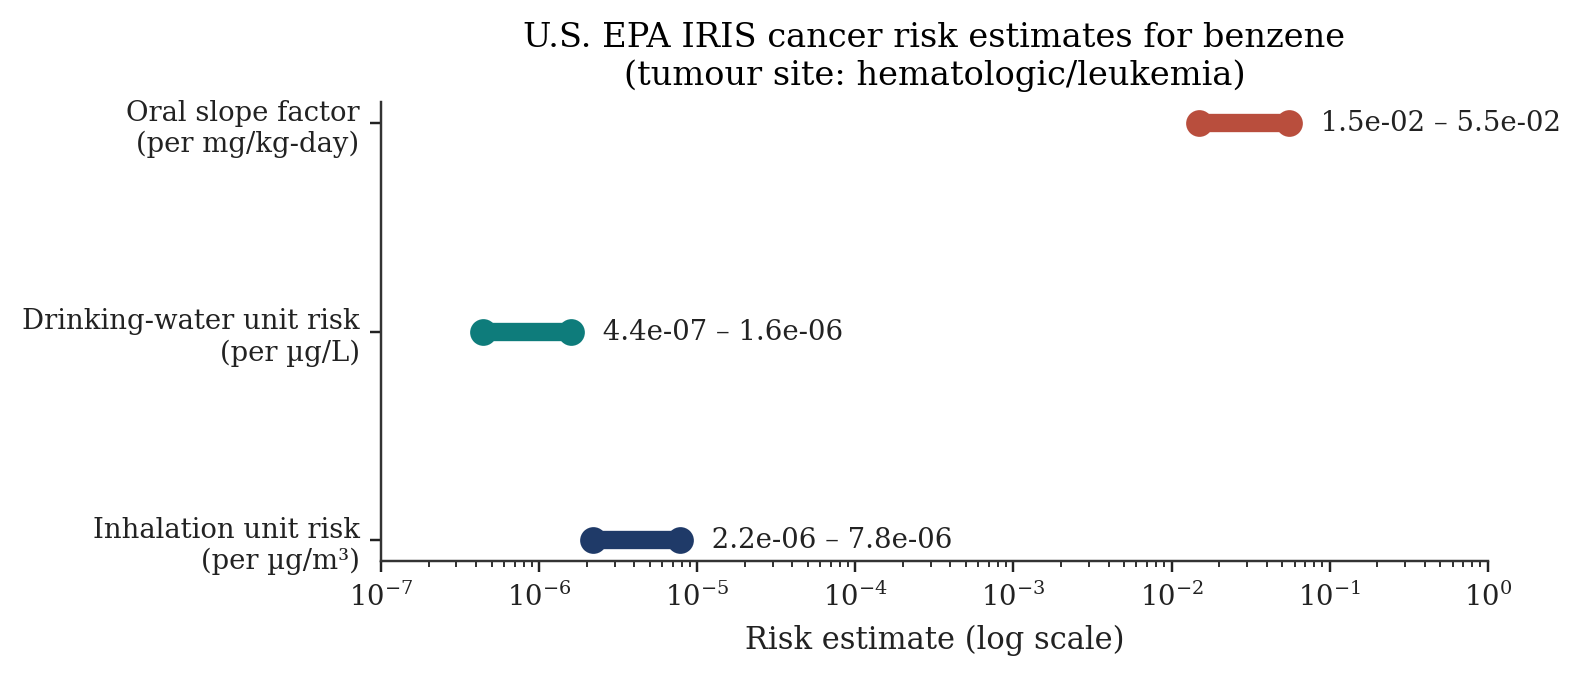 U.S. EPA IRIS cancer risk estimates for benzene
(tumour site: hematologic/leukemia)
Oral slope factor
(per mg/kg-day)
1.5e-02 – 5.5e-02
Drinking-water unit risk
(per µg/L)
4.4e-07 – 1.6e-06
Inhalation unit risk
(per µg/m³)
2.2e-06 – 7.8e-06
10⁻⁷ 10⁻⁶ 10⁻⁵ 10⁻⁴ 10⁻³ 10⁻² 10⁻¹ 10⁰
Risk estimate (log scale)